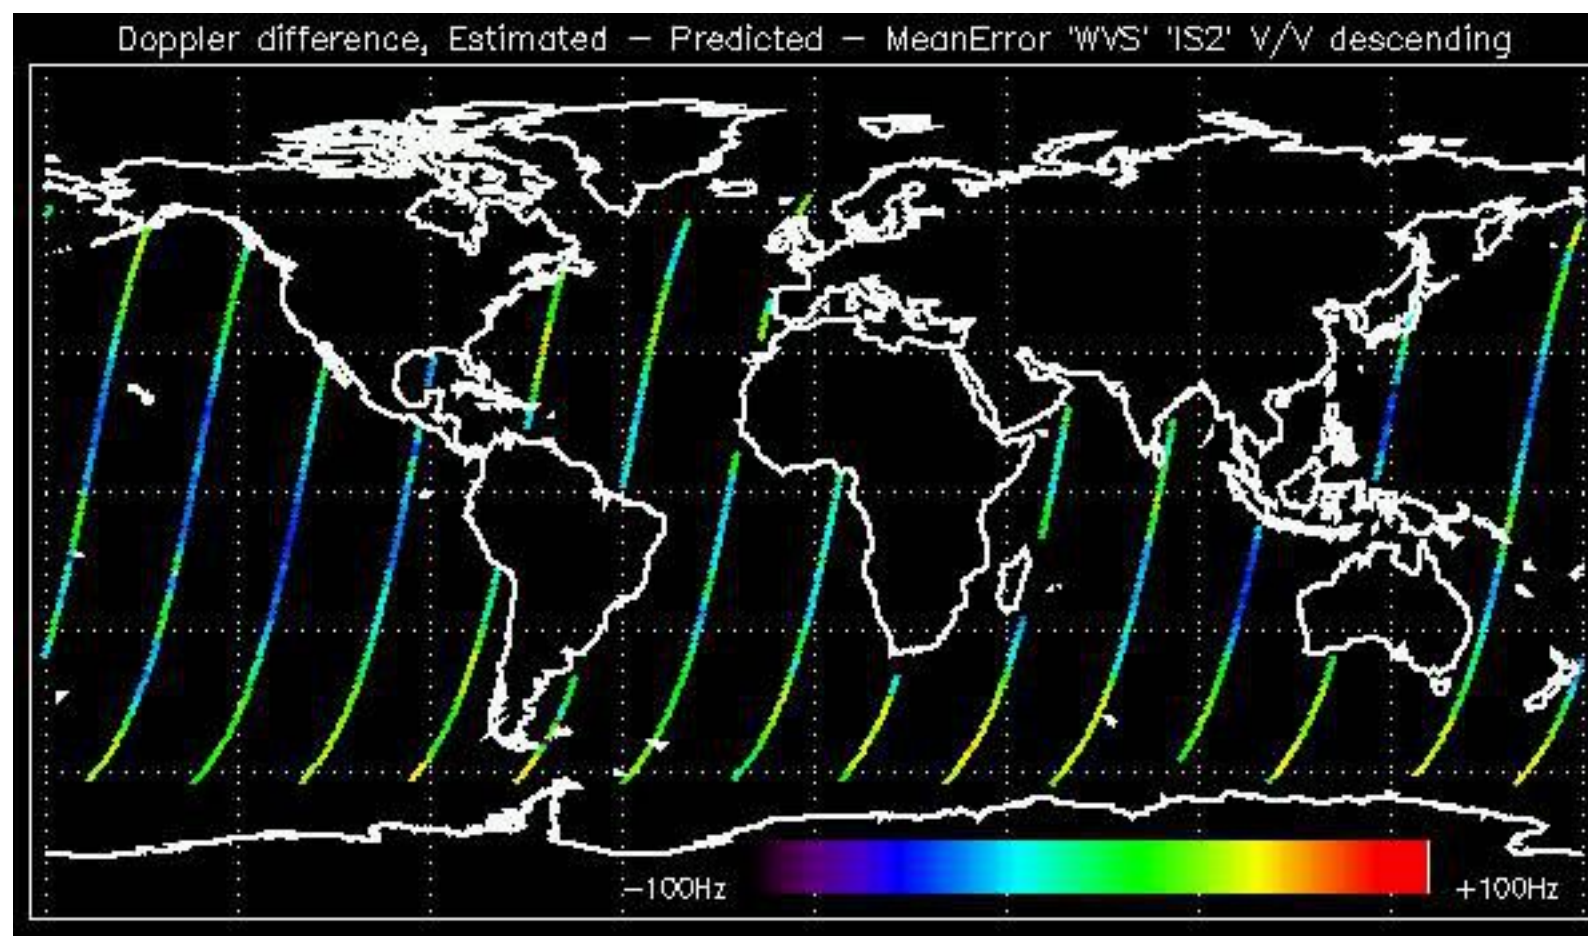 Doppler difference, Estimated – Predicted – MeanError 'WVS' 'IS2' V/V descending
–100Hz +100Hz